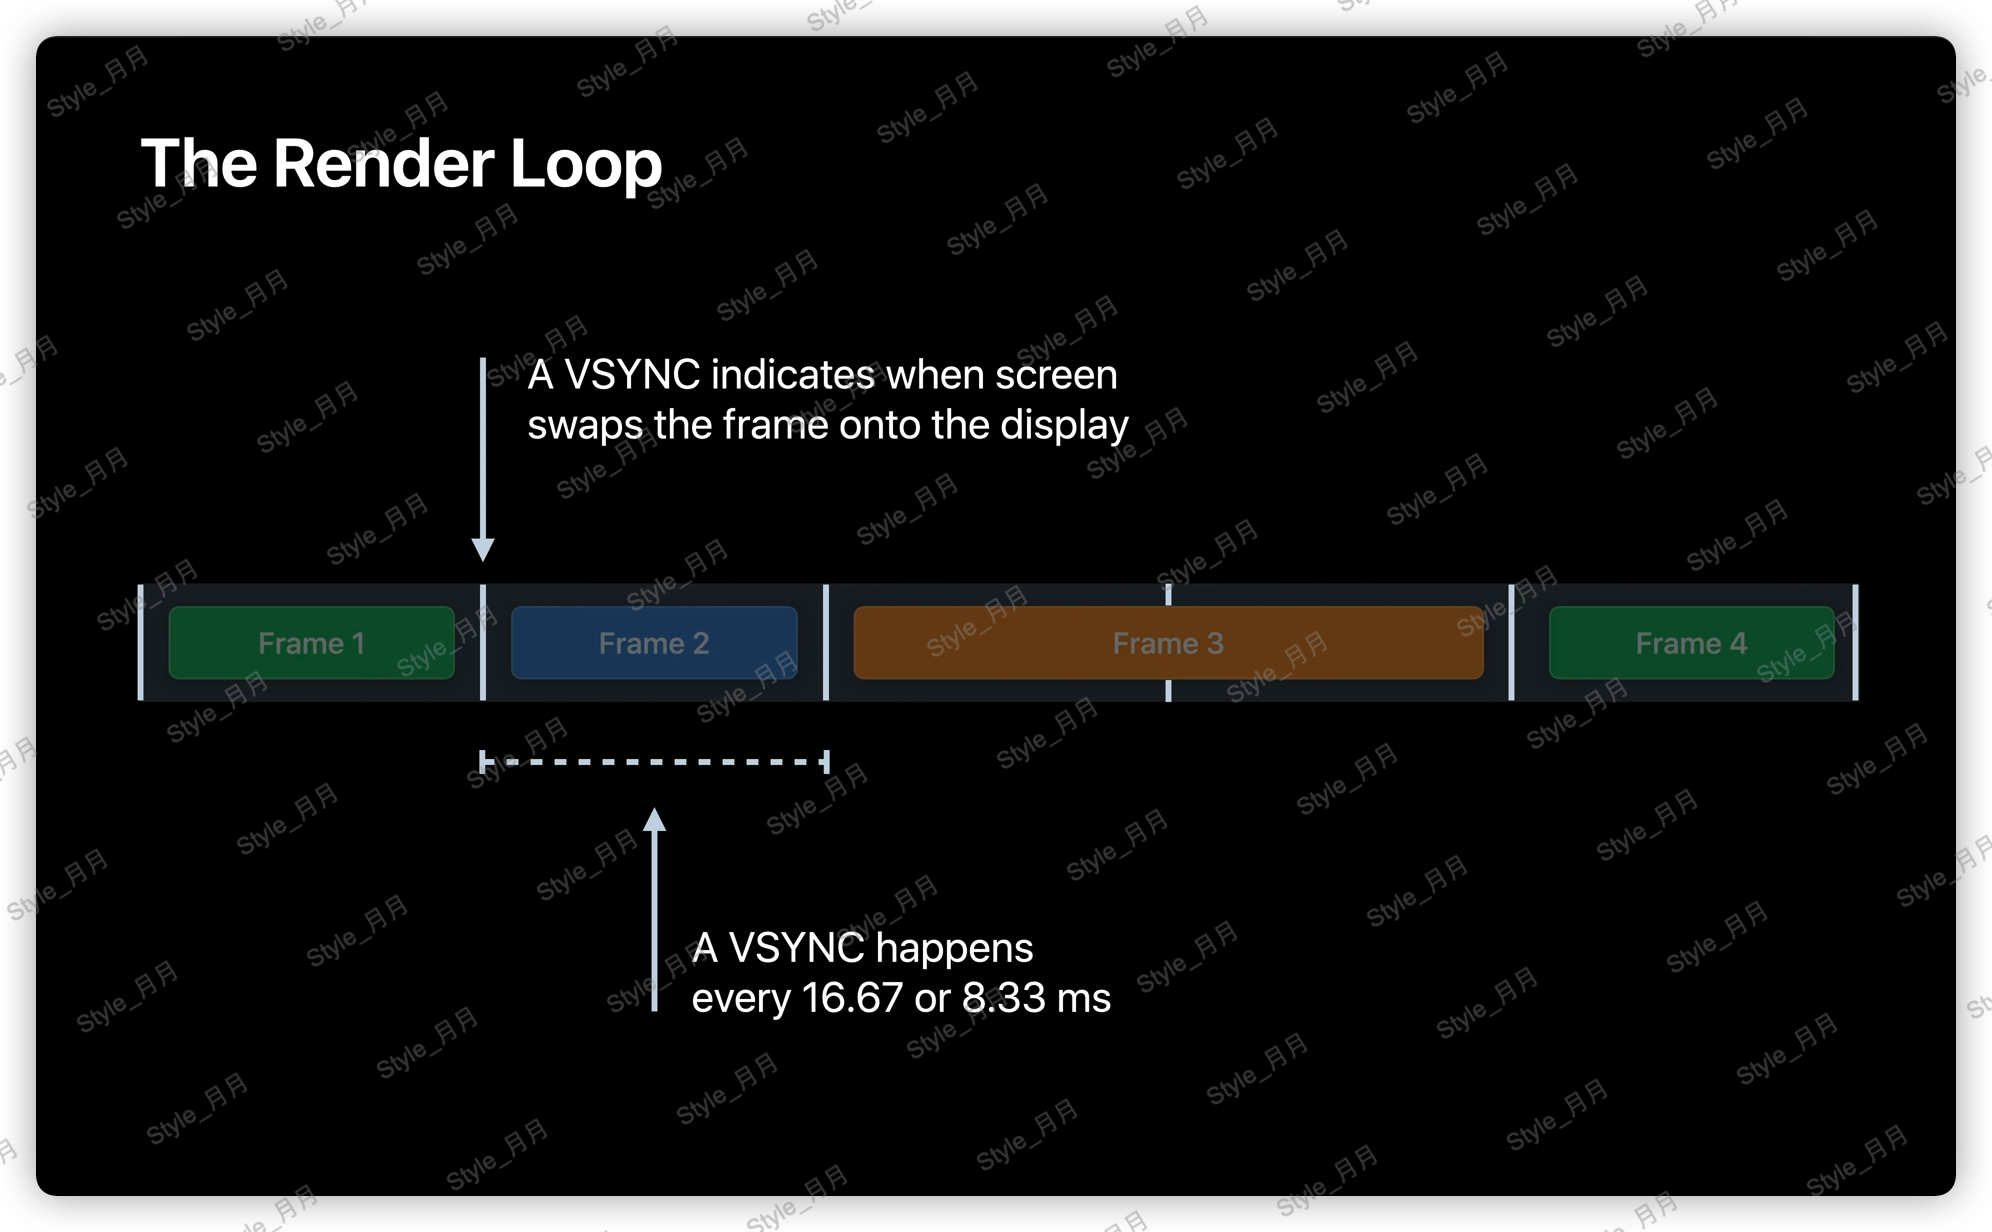 The Render Loop
A VSYNC indicates when screen
swaps the frame onto the display
Frame 1
Frame 2
Frame 3
Frame 4
A VSYNC happens
every 16.67 or 8.33 ms
Style_月月